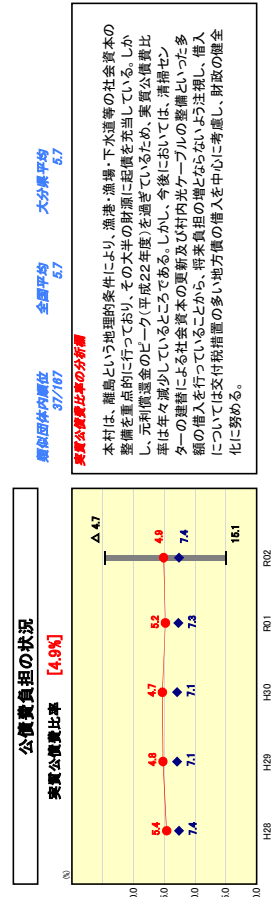 公債費負担の状況
実質公債費比率 [4.9%]
(%)
△ 4.7
5.4
4.8
4.7
5.2
4.9
7.4
7.1
7.1
7.3
7.4
15.1
0.0
5.0
0.0
5.0
0.0
H28 H29 H30 R01 R02
類似団体内順位 37/167
全国平均 5.7
大分県平均 5.7
実質公債費比率の分析欄
本村は、離島という地理的条件により、漁港・漁場・下水道等の社会資本の
整備を重点的に行っており、その大半の財源に起債を充当している。しか
し、元利償還金のピーク(平成22年度)を過ぎているため、実質公債費比
率は年々減少しているところである。しかし、今後においては、清掃セン
ターの建替による社会資本の更新及び村内光ケーブルの整備といった多
額の借入を行っていることから、将来負担の増とならないよう注視し、借入
については交付税措置の多い地方債の借入を中心に考慮し、財政の健全
化に努める。